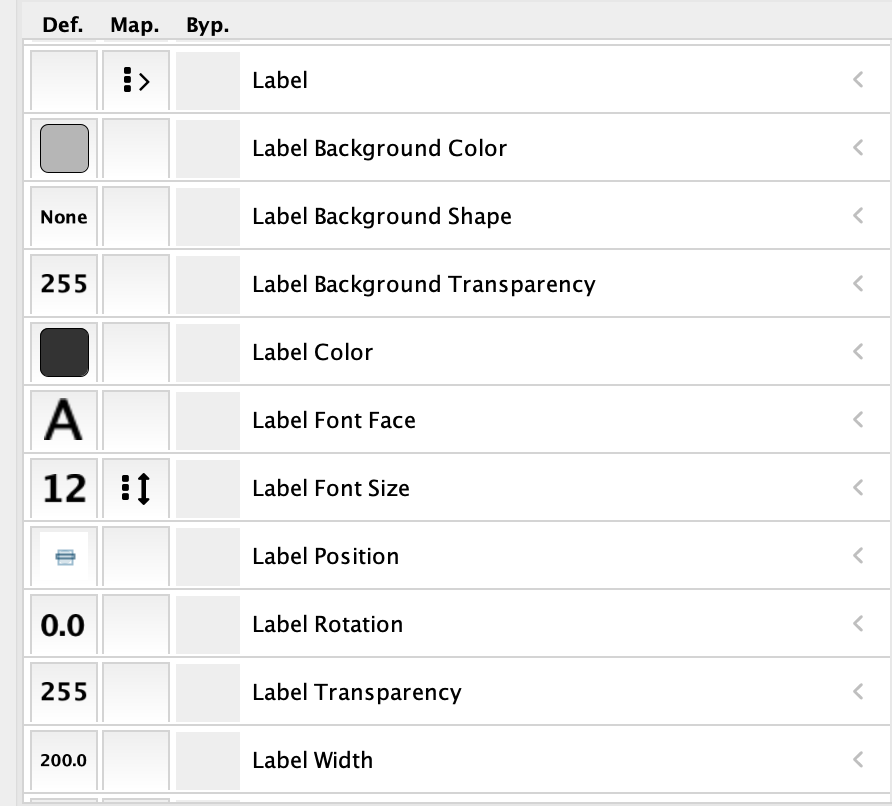 Def. Map. Byp.
Label
Label Background Color
None Label Background Shape
255 Label Background Transparency
Label Color
A Label Font Face
12 Label Font Size
Label Position
0.0 Label Rotation
255 Label Transparency
200.0 Label Width